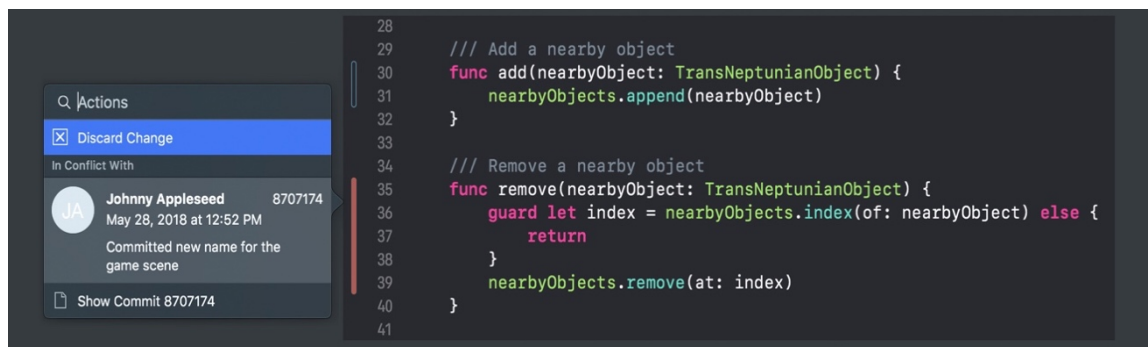 Actions
Discard Change
In Conflict With
JA
Johnny Appleseed 8707174
May 28, 2018 at 12:52 PM
Committed new name for the
game scene
Show Commit 8707174
28
29 /// Add a nearby object
30 func add(nearbyObject: TransNeptunianObject) {
31 nearbyObjects.append(nearbyObject)
32 }
33
34 /// Remove a nearby object
35 func remove(nearbyObject: TransNeptunianObject) {
36 guard let index = nearbyObjects.index(of: nearbyObject) else {
37 return
38 }
39 nearbyObjects.remove(at: index)
40 }
41